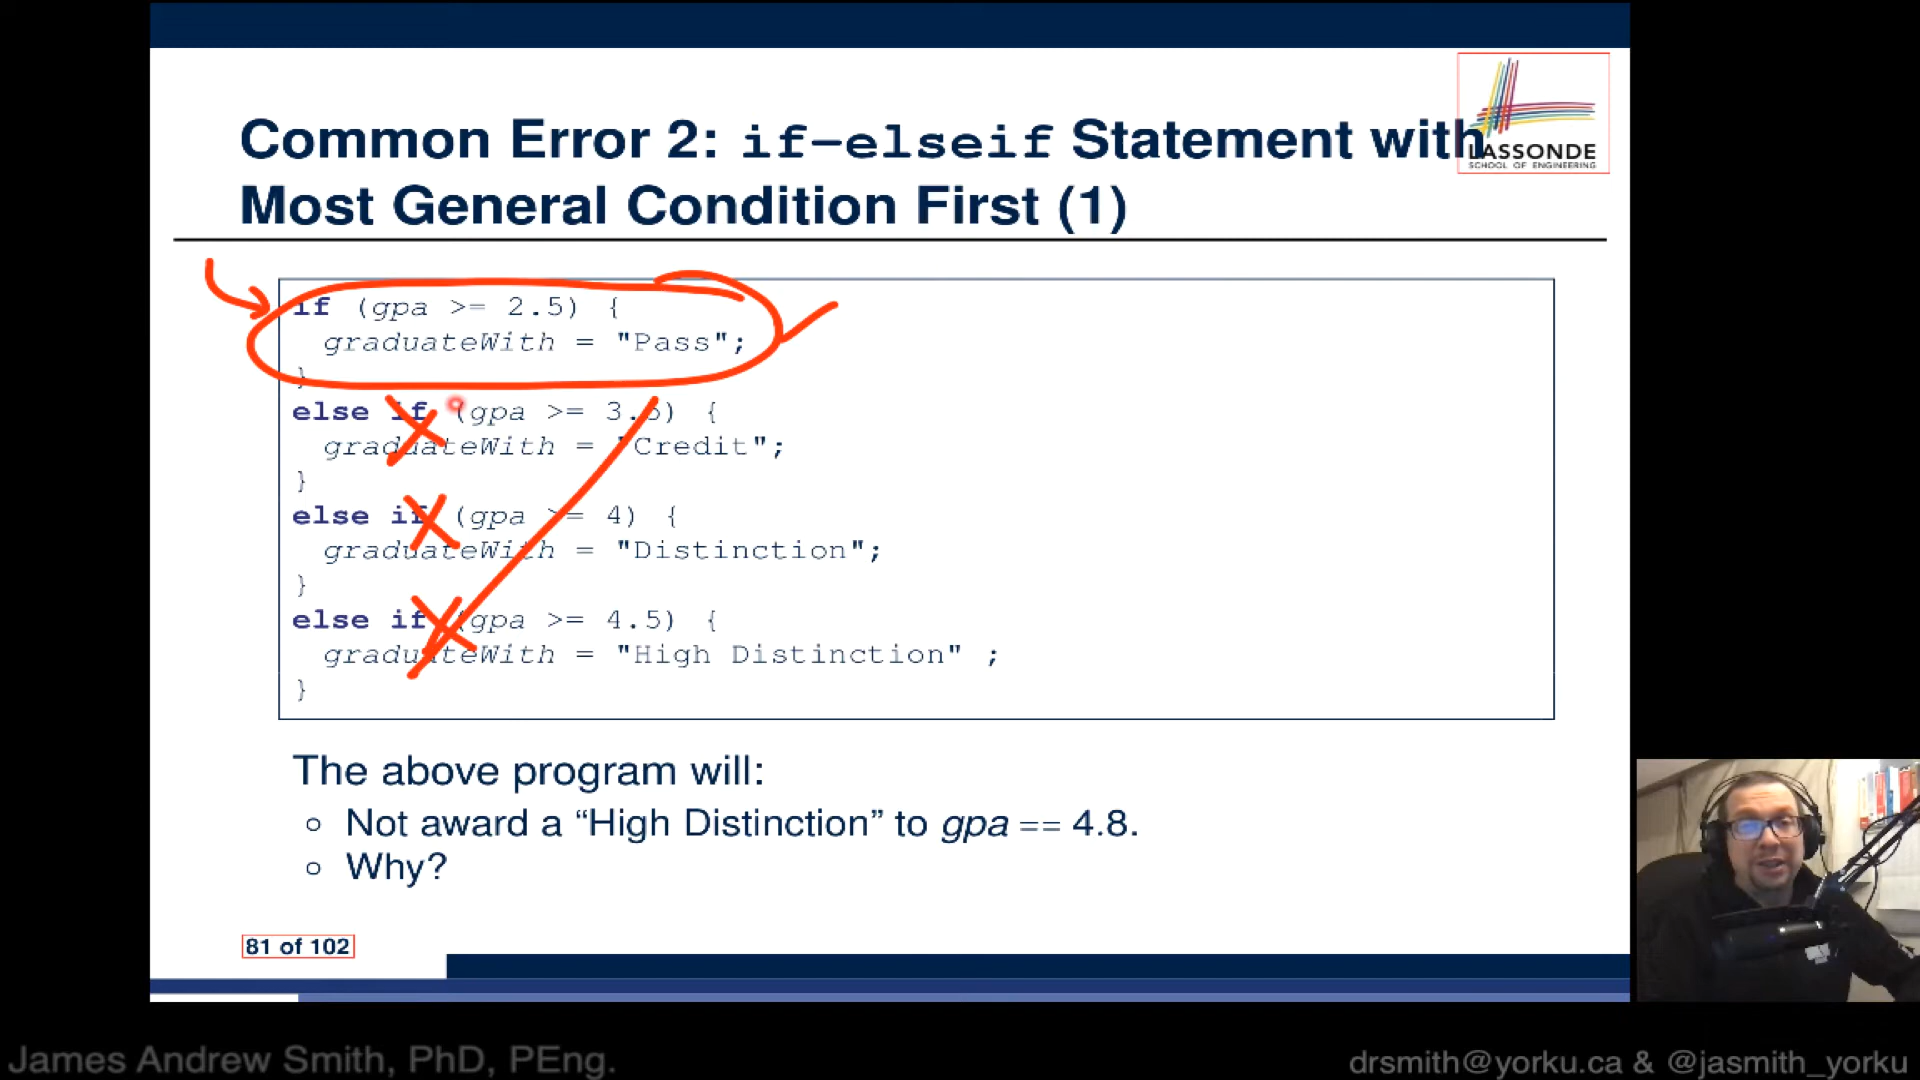 Common Error 2: if-elseif Statement with
Most General Condition First (1)
LASSONDE
SCHOOL OF ENGINEERING
if (gpa >= 2.5) {
graduateWith = "Pass";
}
else if (gpa >= 3.5) {
graduateWith = "Credit";
}
else if (gpa >= 4) {
graduateWith = "Distinction";
}
else if (gpa >= 4.5) {
graduateWith = "High Distinction" ;
}
The above program will:
○ Not award a “High Distinction” to gpa == 4.8.
○ Why?
81 of 102
James Andrew Smith, PhD, PEng.
drsmith@yorku.ca & @jasmith_yorku